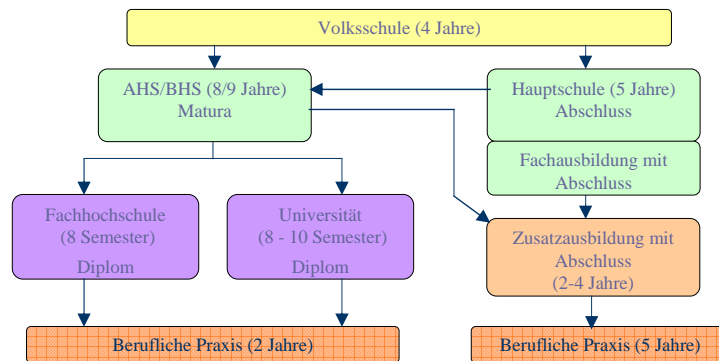 Volksschule (4 Jahre)
AHS/BHS (8/9 Jahre)
Matura
Hauptschule (5 Jahre)
Abschluss
Fachausbildung mit
Abschluss
Fachhochschule
(8 Semester)
Diplom
Universität
(8 - 10 Semester)
Diplom
Zusatzausbildung mit
Abschluss
(2-4 Jahre)
Berufliche Praxis (2 Jahre)
Berufliche Praxis (5 Jahre)